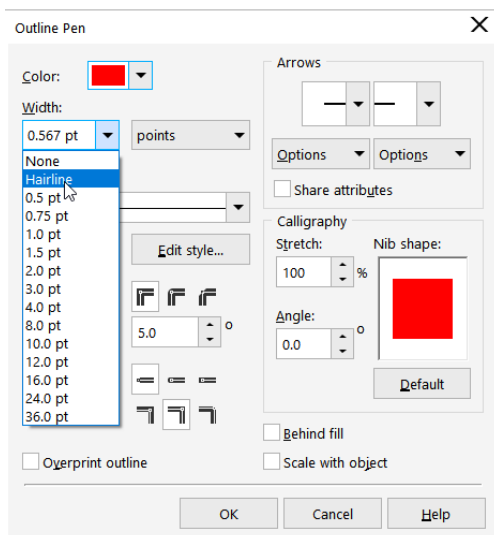 Outline Pen
Color:
Width:
0.567 pt
points
None
Hairline
0.5 pt
0.75 pt
1.0 pt
1.5 pt
2.0 pt
3.0 pt
4.0 pt
8.0 pt
10.0 pt
12.0 pt
16.0 pt
24.0 pt
36.0 pt
Edit style...
5.0 °
Overprint outline
Arrows
Options
Options
Share attributes
Calligraphy
Stretch:
Nib shape:
100 %
Angle:
0.0 °
Default
Behind fill
Scale with object
OK
Cancel
Help